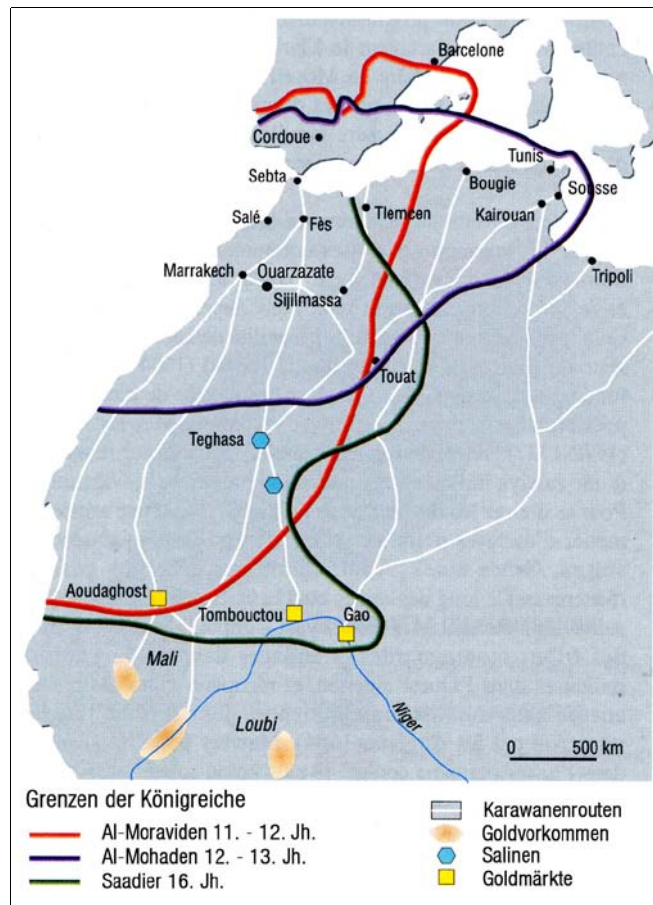 Barcelone
Cordoue
Tunis
Sebta
Bougie
Sousse
Kairouan
Salé
Fès
Tlemcen
Marrakech
Ouarzazate
Sijilmassa
Tripoli
Touat
Teghasa
Aoudaghost
Tombouctou
Gao
Mali
Loubi
Niger
0 500 km
Grenzen der Königreiche
Al-Moraviden 11. - 12. Jh.
Al-Mohaden 12. - 13. Jh.
Saadier 16. Jh.
Karawanenrouten
Goldvorkommen
Salinen
Goldmärkte